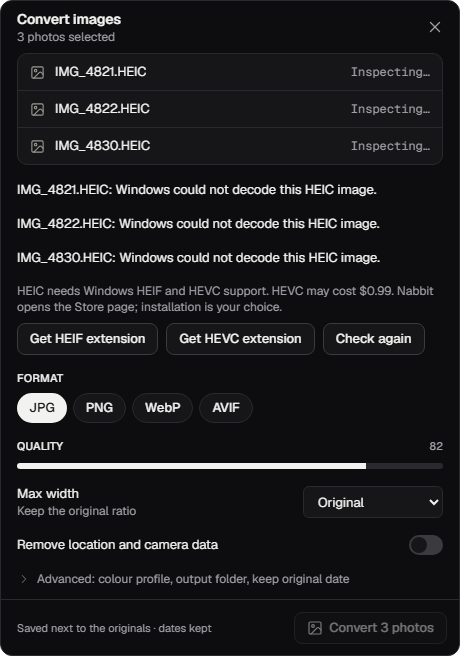 Convert images
3 photos selected
IMG_4821.HEIC Inspecting…
IMG_4822.HEIC Inspecting…
IMG_4830.HEIC Inspecting…
IMG_4821.HEIC: Windows could not decode this HEIC image.
IMG_4822.HEIC: Windows could not decode this HEIC image.
IMG_4830.HEIC: Windows could not decode this HEIC image.
HEIC needs Windows HEIF and HEVC support. HEVC may cost $0.99. Nabbit
opens the Store page; installation is your choice.
Get HEIF extension Get HEVC extension Check again
FORMAT
JPG PNG WebP AVIF
QUALITY 82
Max width
Keep the original ratio
Original
Remove location and camera data
Advanced: colour profile, output folder, keep original date
Saved next to the originals · dates kept
Convert 3 photos